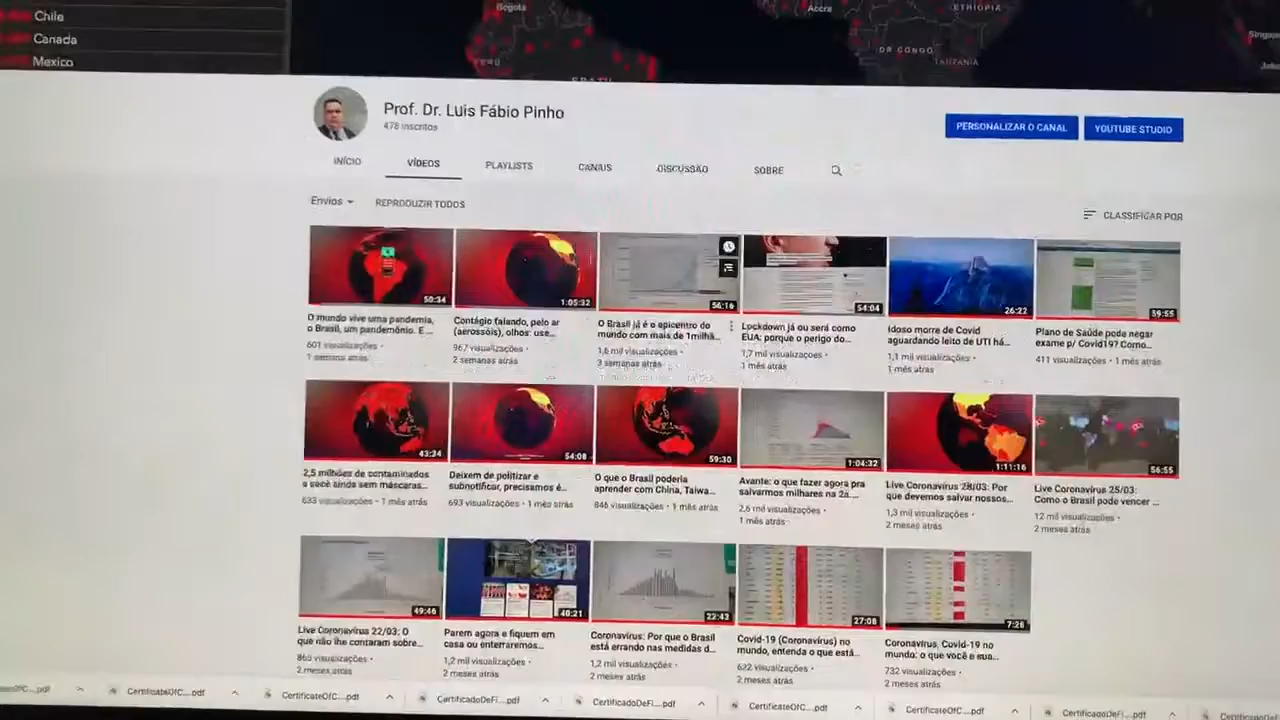 Chile
Canada
Mexico
Bogota
PERU
BRAZIL
Accra
ETHIOPIA
DR CONGO
TANZANIA
Prof. Dr. Luis Fábio Pinho
478 inscritos
PERSONALIZAR O CANAL
YOUTUBE STUDIO
INÍCIO
VÍDEOS
PLAYLISTS
CANAIS
DISCUSSÃO
SOBRE
Envios
REPRODUZIR TODOS
CLASSIFICAR POR
50:34
1:05:32
56:16
54:04
26:22
59:55
O mundo vive uma pandemia,
o Brasil, um pandemônio. E ...
601 visualizações •
1 semana atrás
Contágio falando, pelo ar
(aerossóis), olhos: use...
967 visualizações •
2 semanas atrás
O Brasil já é o epicentro do
mundo com mais de 1milhã...
1,6 mil visualizações •
3 semanas atrás
Lockdown já ou será como
EUA: porque o perigo do...
1,7 mil visualizações •
1 mês atrás
Idoso morre de Covid
aguardando leito de UTI há...
1,1 mil visualizações •
1 mês atrás
Plano de Saúde pode negar
exame p/ Covid19? Como...
411 visualizações • 1 mês atrás
43:34
54:08
59:30
1:04:32
1:11:16
56:55
2,5 milhões de contaminados
e você ainda sem máscaras...
633 visualizações • 1 mês atrás
Deixem de politizar e
subnotificar, precisamos é...
693 visualizações • 1 mês atrás
O que o Brasil poderia
aprender com China, Taiwa...
846 visualizações • 1 mês atrás
Avante: o que fazer agora pra
salvarmos milhares na 2a...
2,6 mil visualizações •
1 mês atrás
Live Coronavírus 28/03: Por
que devemos salvar nossos...
1,3 mil visualizações •
2 meses atrás
Live Coronavírus 25/03:
Como o Brasil pode vencer ...
12 mil visualizações •
2 meses atrás
49:46
40:21
22:43
27:08
7:26
Live Coronavírus 22/03: O
que não lhe contaram sobre...
865 visualizações •
2 meses atrás
Parem agora e fiquem em
casa ou enterraremos...
1,2 mil visualizações •
2 meses atrás
Coronavírus: Por que o Brasil
está errando nas medidas d...
1,2 mil visualizações •
2 meses atrás
Covid-19 (Coronavírus) no
mundo, entenda o que está...
622 visualizações •
2 meses atrás
Coronavírus, Covid-19 no
mundo: o que você e sua...
732 visualizações •
2 meses atrás
CertificateOfC....pdf
CertificateOfC....pdf
CertificadoDeFi....pdf
CertificadoDeFi....pdf
CertificateOfC....pdf
CertificateOfC....pdf
CertificadoDeFi....pdf